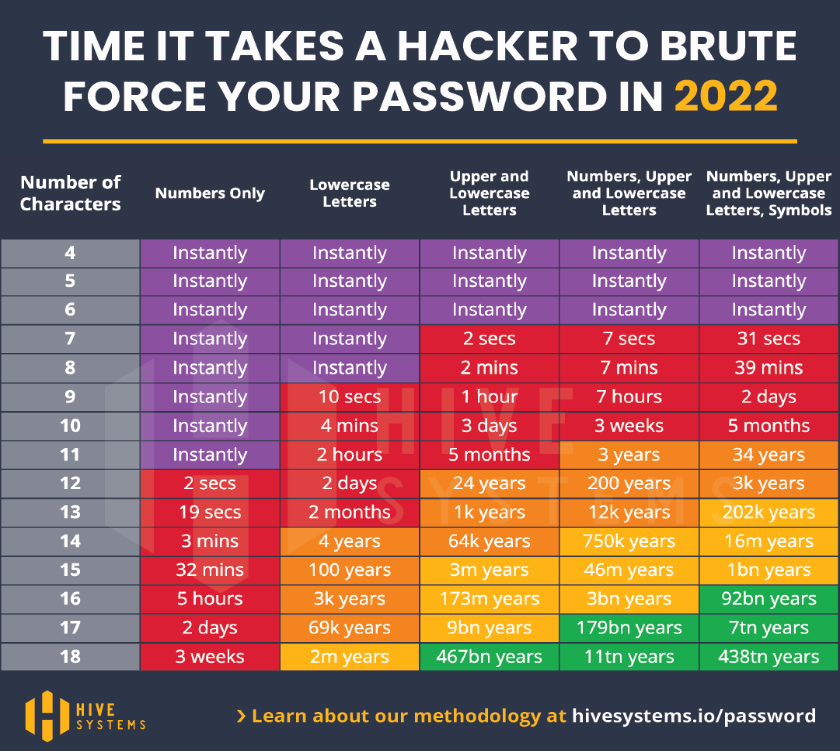 TIME IT TAKES A HACKER TO BRUTE
FORCE YOUR PASSWORD IN 2022
Number of Characters Numbers Only Lowercase Letters Upper and Lowercase Letters Numbers, Upper and Lowercase Letters Numbers, Upper and Lowercase Letters, Symbols
4 Instantly Instantly Instantly Instantly Instantly
5 Instantly Instantly Instantly Instantly Instantly
6 Instantly Instantly Instantly Instantly Instantly
7 Instantly Instantly 2 secs 7 secs 31 secs
8 Instantly Instantly 2 mins 7 mins 39 mins
9 Instantly 10 secs 1 hour 7 hours 2 days
10 Instantly 4 mins 3 days 3 weeks 5 months
11 Instantly 2 hours 5 months 3 years 34 years
12 2 secs 2 days 24 years 200 years 3k years
13 19 secs 2 months 1k years 12k years 202k years
14 3 mins 4 years 64k years 750k years 16m years
15 32 mins 100 years 3m years 46m years 1bn years
16 5 hours 3k years 173m years 3bn years 92bn years
17 2 days 69k years 9bn years 179bn years 7tn years
18 3 weeks 2m years 467bn years 11tn years 438tn years
HIVE
SYSTEMS
HIVE
SYSTEMS
› Learn about our methodology at hivesystems.io/password